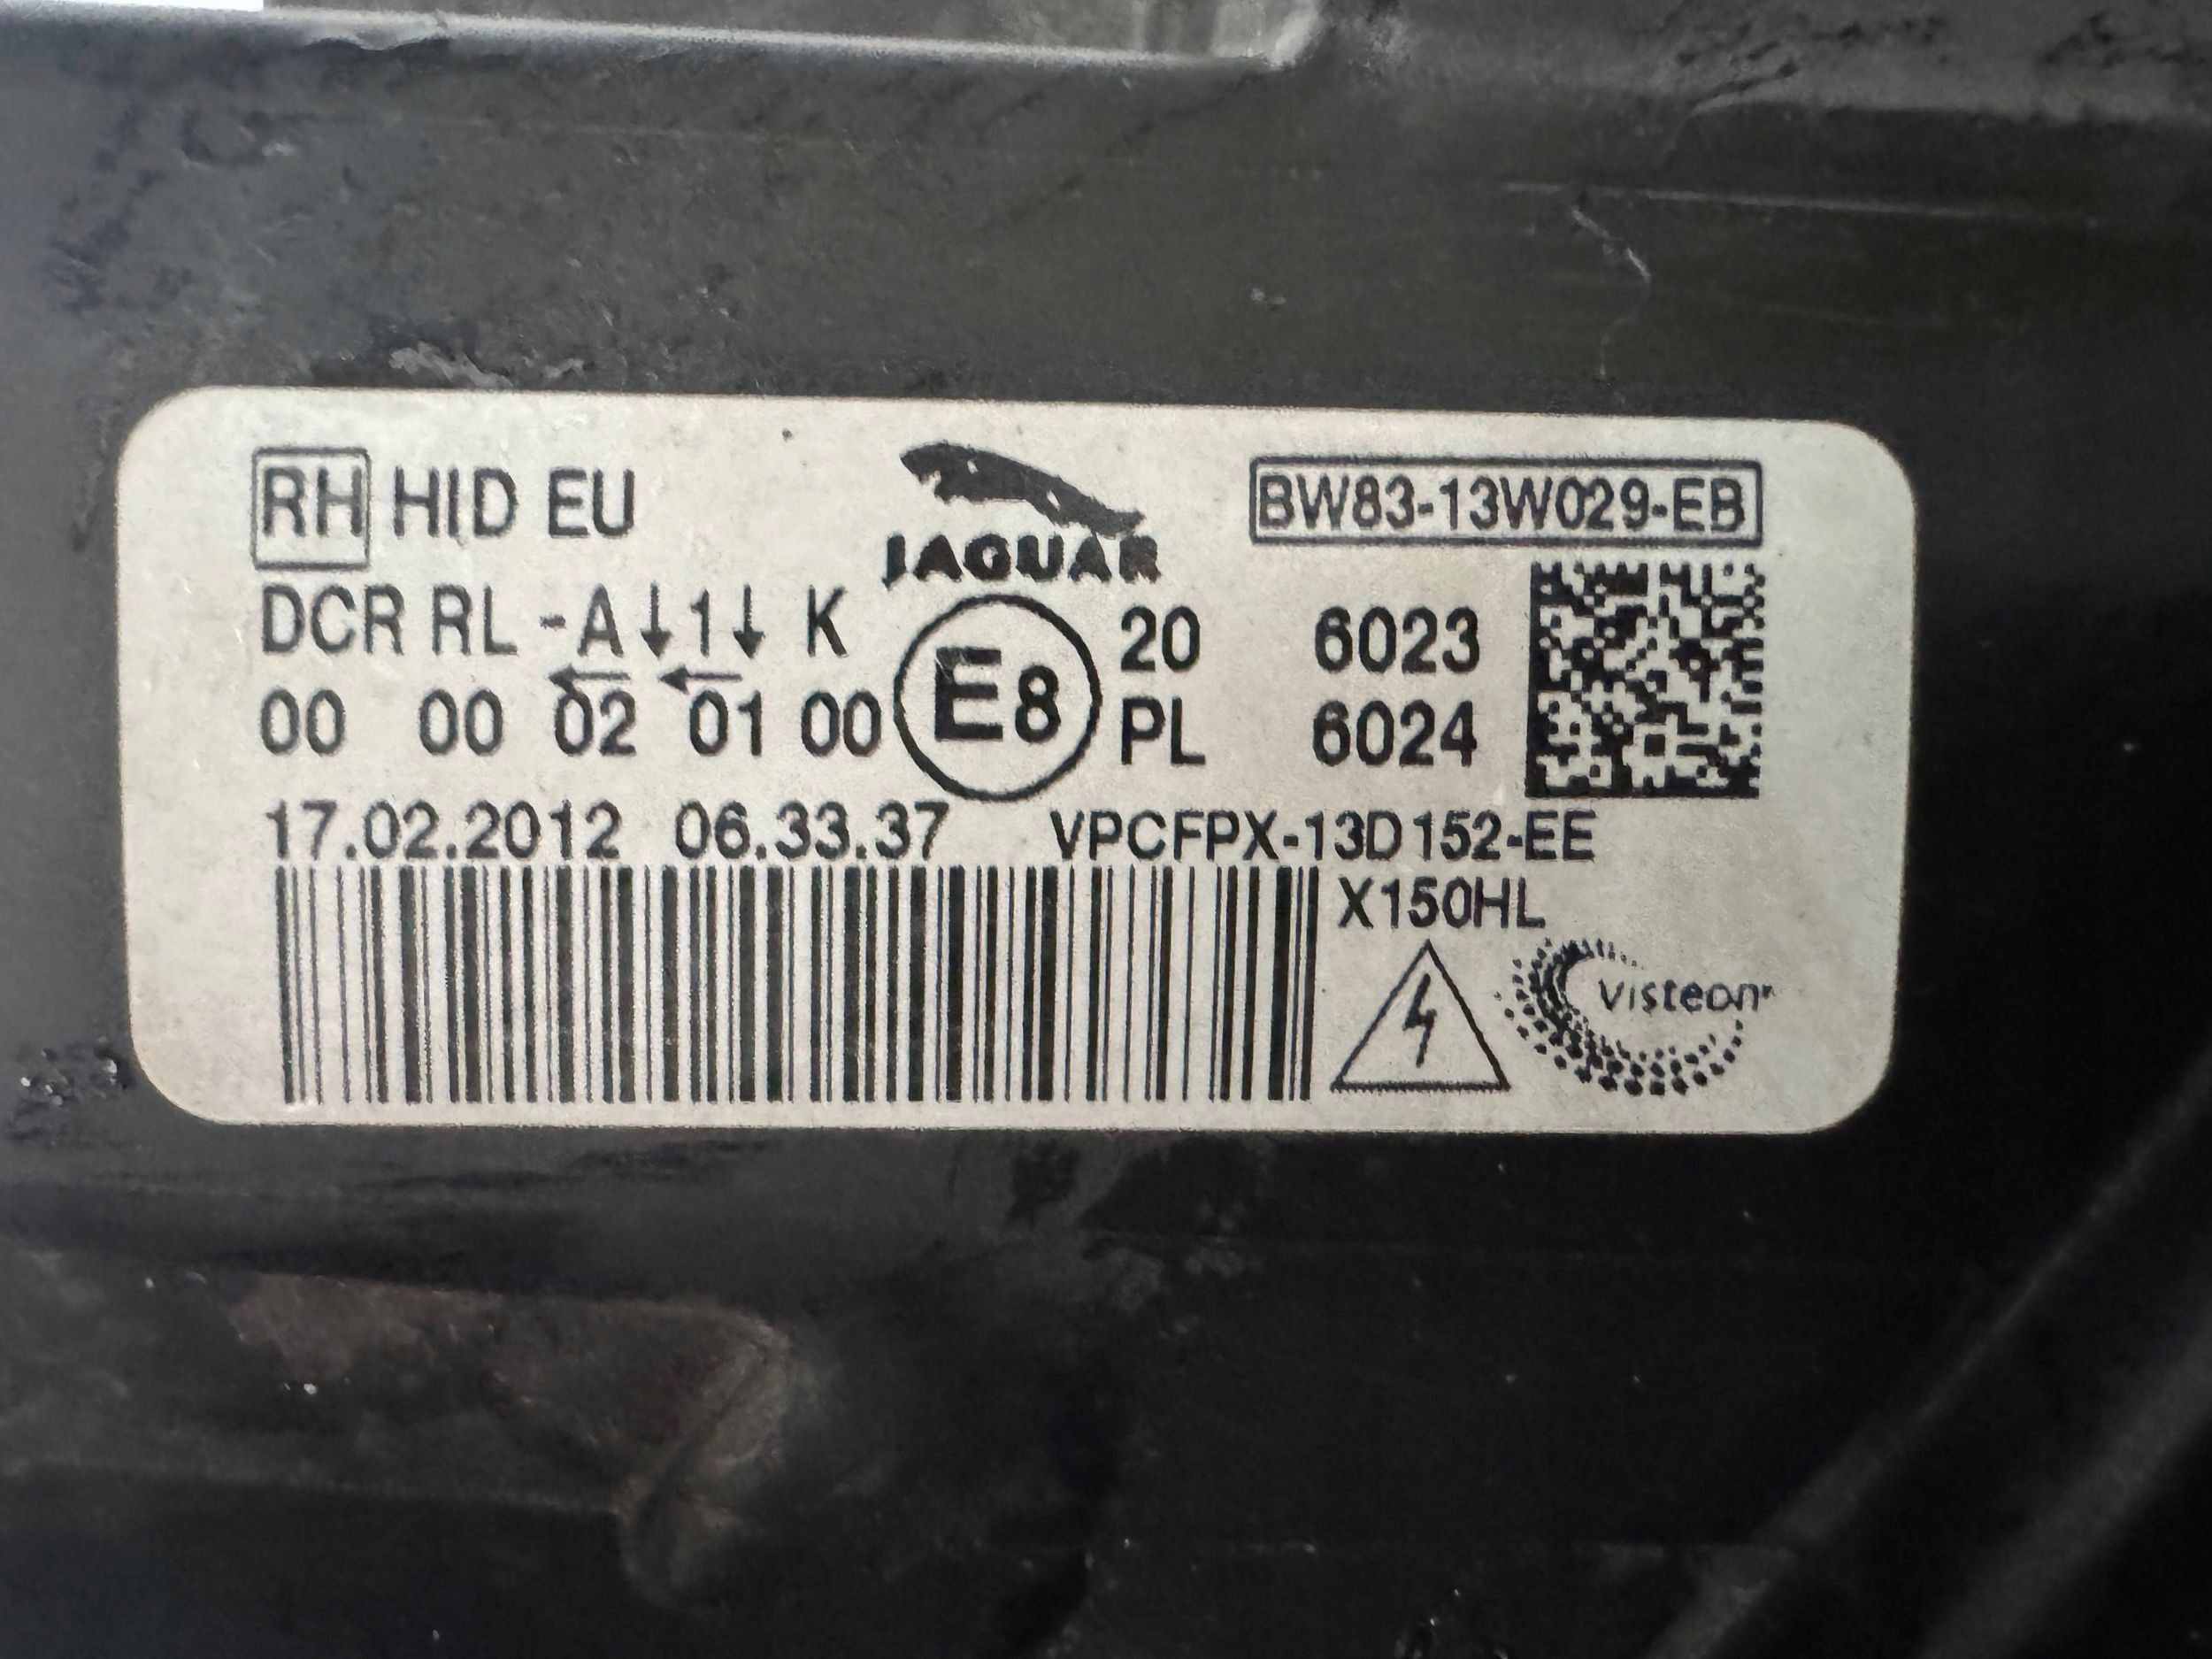 RH HID EU
JAGUAR
BW83-13W029-EB
DCR RL -A↓1↓ K
← ←
00 00 02 01 00
E8
20 6023
PL 6024
17.02.2012 06.33.37 VPCFPX-13D152-EE
X150HL
Visteon